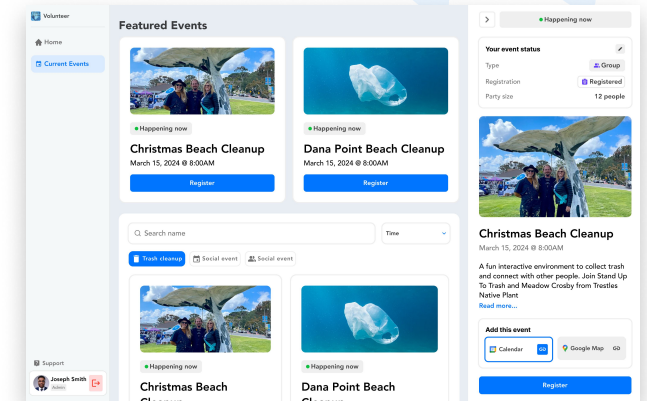 Volunteer
Home
Current Events
Support
Joseph Smith
Admin
Featured Events
Happening now
Christmas Beach Cleanup
March 15, 2024 @ 8:00AM
Register
Happening now
Dana Point Beach Cleanup
March 15, 2024 @ 8:00AM
Register
Search name
Time
Trash cleanup
Social event
Social event
Happening now
Christmas Beach
Cleanup
Happening now
Dana Point Beach
Cleanup
Happening now
Your event status
Type
Group
Registration
Registered
Party size
12 people
Christmas Beach Cleanup
March 15, 2024 @ 8:00AM
A fun interactive environment to collect trash
and connect with other people. Join Stand Up
To Trash and Meadow Crosby from Trestles
Native Plant
Read more...
Add this event
Calendar
Google Map
Register